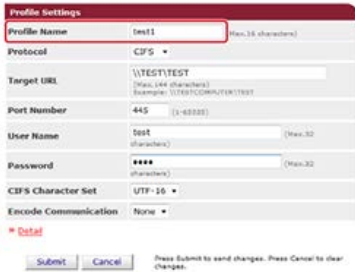 Profile Settings
Profile Name test1 (Max.16 characters)
Protocol CIFS
Target URL \\TEST\TEST
(Max.144 characters)
Example: \\TESTCOMPUTER\TEST
Port Number 445 (1-65535)
User Name test (Max.32
characters)
Password •••• (Max.32
characters)
CIFS Character Set UTF-16
Encode Communication None
Detail
Submit Cancel Press Submit to send changes. Press Cancel to clear
changes.